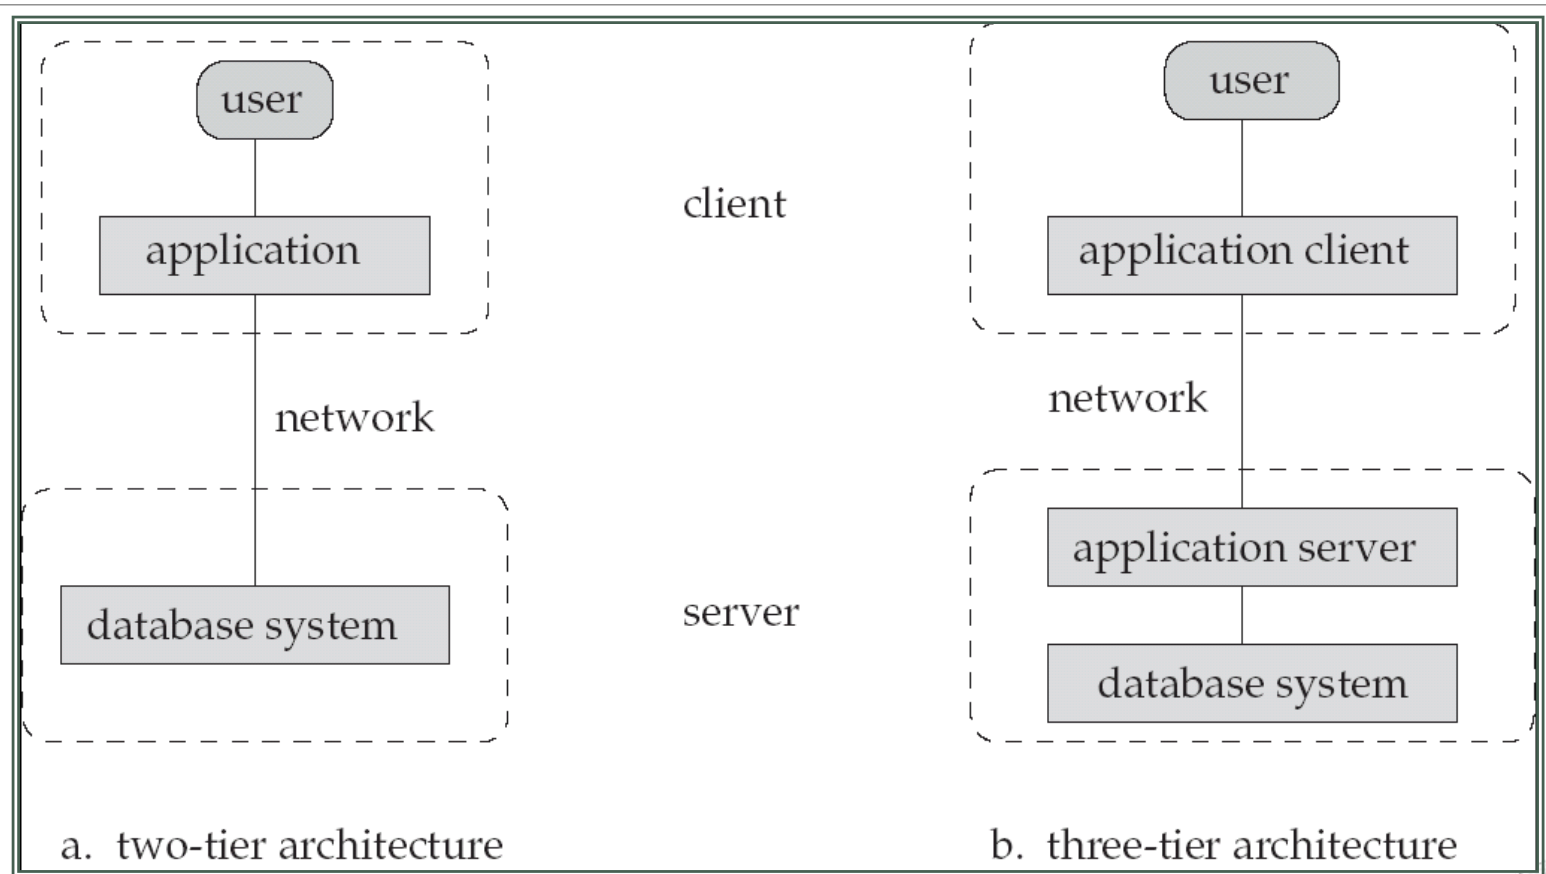 user
application
network
database system
a. two-tier architecture
client
server
user
application client
network
application server
database system
b. three-tier architecture